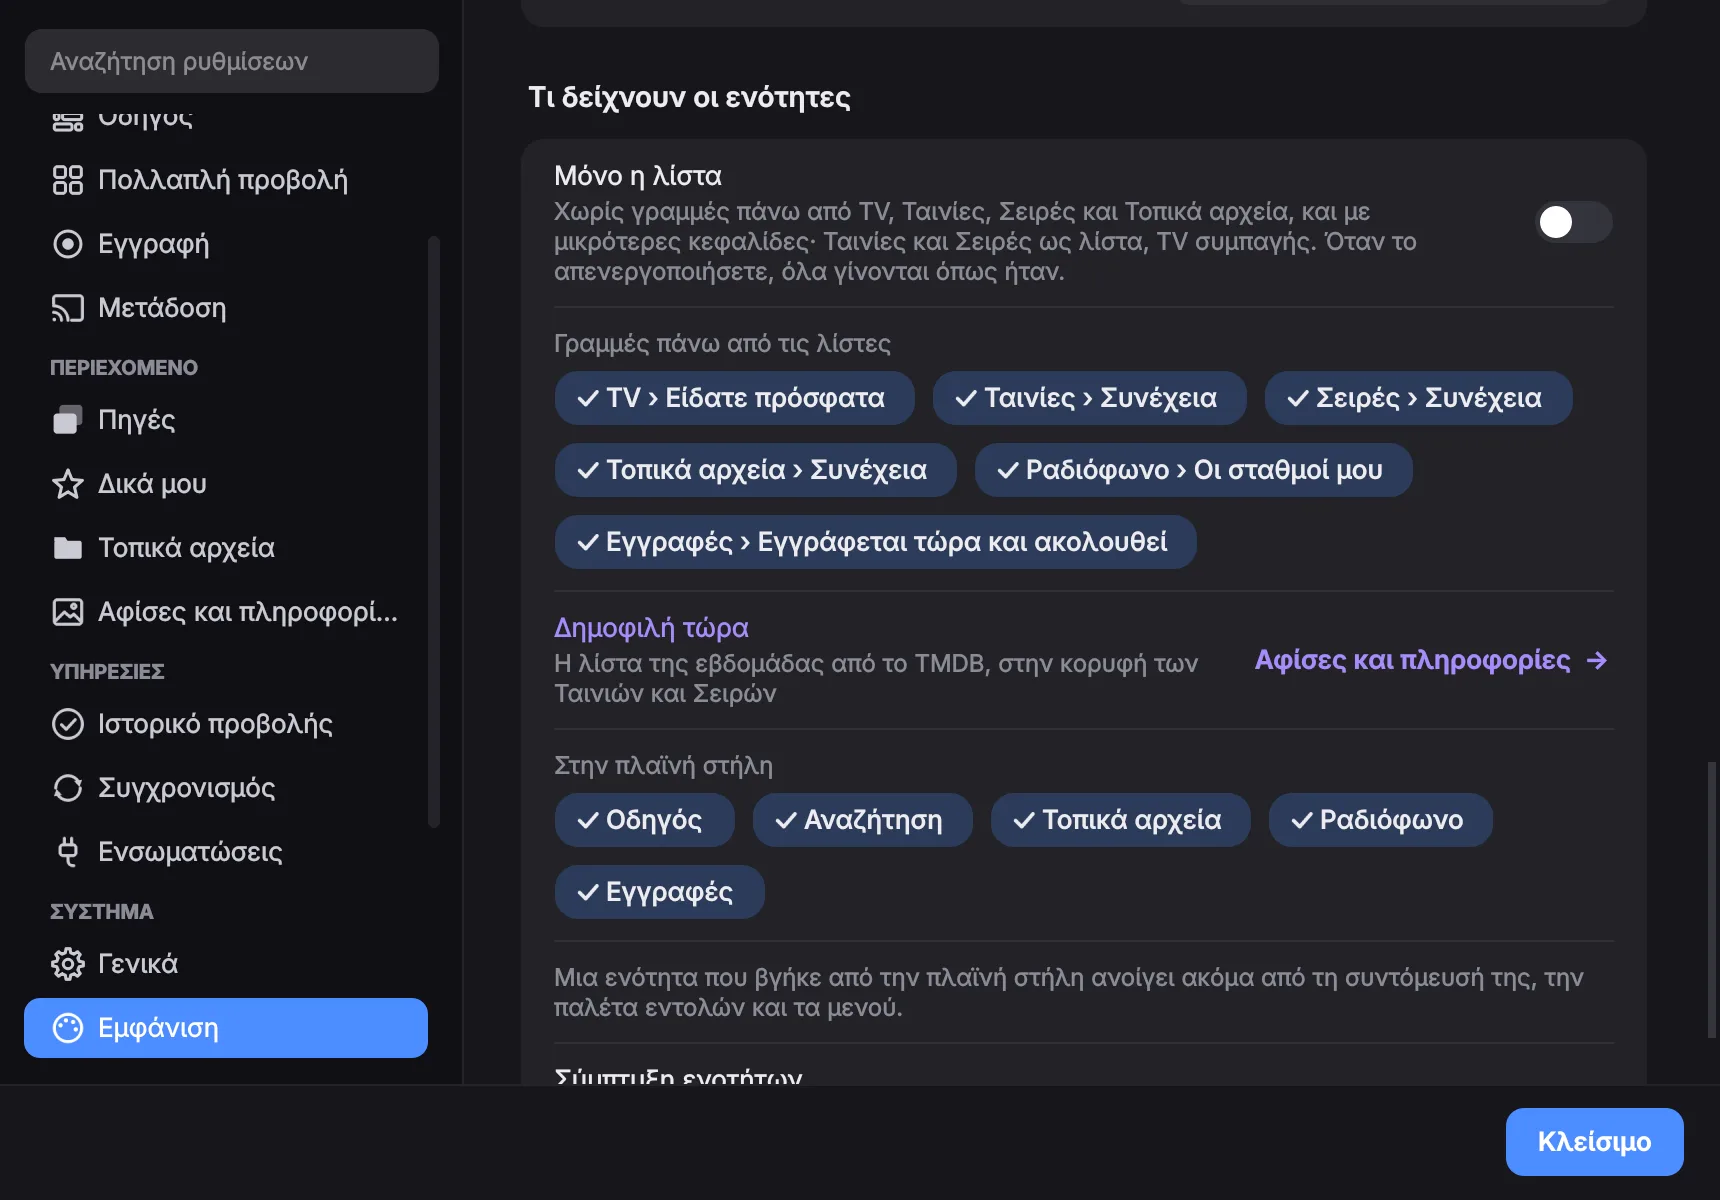 Αναζήτηση ρυθμίσεων
Οδηγός
Πολλαπλή προβολή
Εγγραφή
Μετάδοση
ΠΕΡΙΕΧΟΜΕΝΟ
Πηγές
Δικά μου
Τοπικά αρχεία
Αφίσες και πληροφορί...
ΥΠΗΡΕΣΙΕΣ
Ιστορικό προβολής
Συγχρονισμός
Ενσωματώσεις
ΣΥΣΤΗΜΑ
Γενικά
Εμφάνιση
Τι δείχνουν οι ενότητες
Μόνο η λίστα
Χωρίς γραμμές πάνω από TV, Ταινίες, Σειρές και Τοπικά αρχεία, και με
μικρότερες κεφαλίδες· Ταινίες και Σειρές ως λίστα, TV συμπαγής. Όταν το
απενεργοποιήσετε, όλα γίνονται όπως ήταν.
Γραμμές πάνω από τις λίστες
TV › Είδατε πρόσφατα
Ταινίες › Συνέχεια
Σειρές › Συνέχεια
Τοπικά αρχεία › Συνέχεια
Ραδιόφωνο › Οι σταθμοί μου
Εγγραφές › Εγγράφεται τώρα και ακολουθεί
Δημοφιλή τώρα
Η λίστα της εβδομάδας από το TMDB, στην κορυφή των
Ταινιών και Σειρών
Αφίσες και πληροφορίες →
Στην πλαϊνή στήλη
Οδηγός
Αναζήτηση
Τοπικά αρχεία
Ραδιόφωνο
Εγγραφές
Μια ενότητα που βγήκε από την πλαϊνή στήλη ανοίγει ακόμα από τη συντόμευσή της, την
παλέτα εντολών και τα μενού.
Σύμπτυξη ενοτήτων
Κλείσιμο